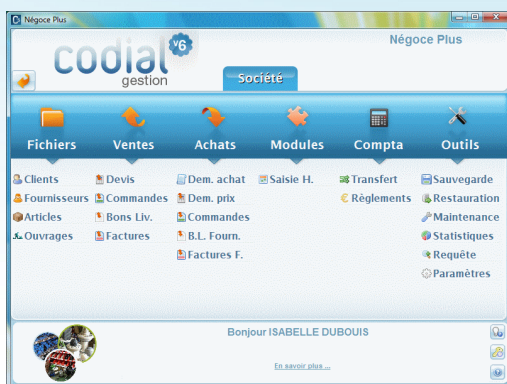 Négoce Plus
Négoce Plus
codial
V6
gestion
Société
Fichiers Ventes Achats Modules Compta Outils
Clients Devis Dem. achat Saisie H. Transfert Sauvegarde
Fournisseurs Commandes Dem. prix Règlements Restauration
Articles Bons Liv. Commandes Maintenance
Ouvrages Factures B.L. Fourn. Statistiques
Factures F. Requête
Paramètres
Bonjour ISABELLE DUBOUIS
En savoir plus ...